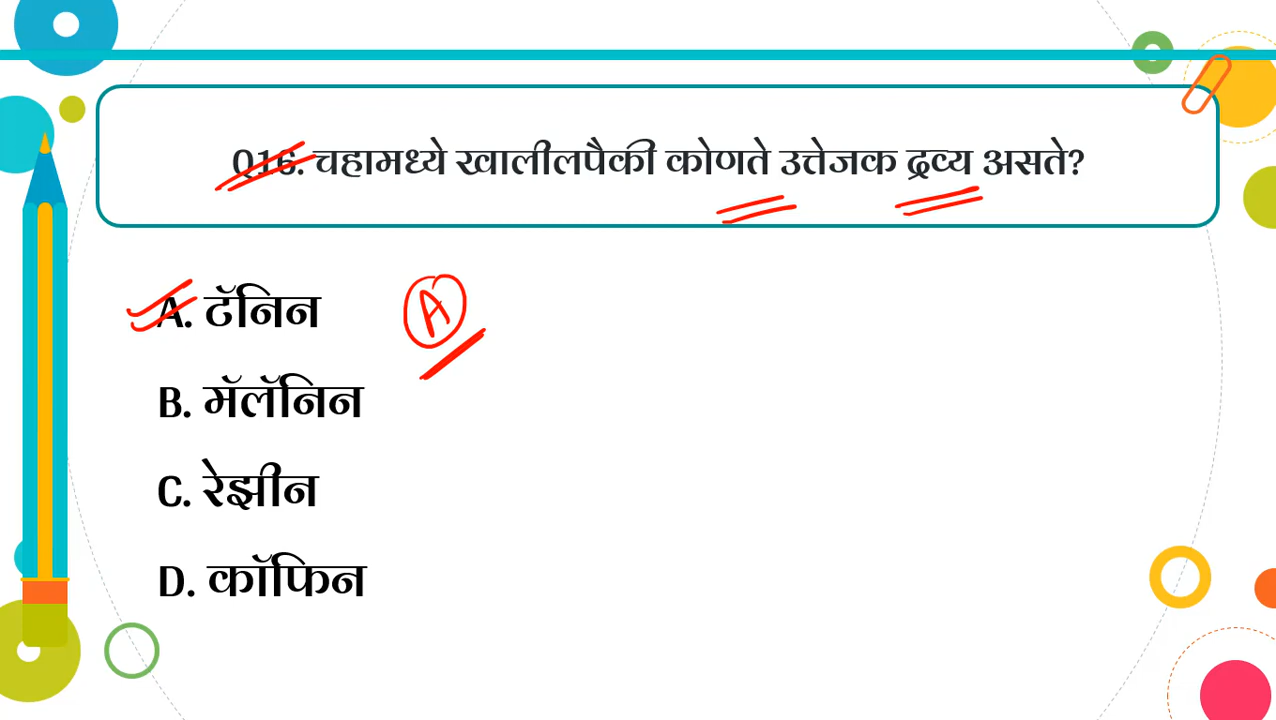 Q16. चहामध्ये खालीलपैकी कोणते उत्तेजक द्रव्य असते?
A. टॅनिन
A
B. मॅलॅनिन
C. रेझीन
D. कॉफिन